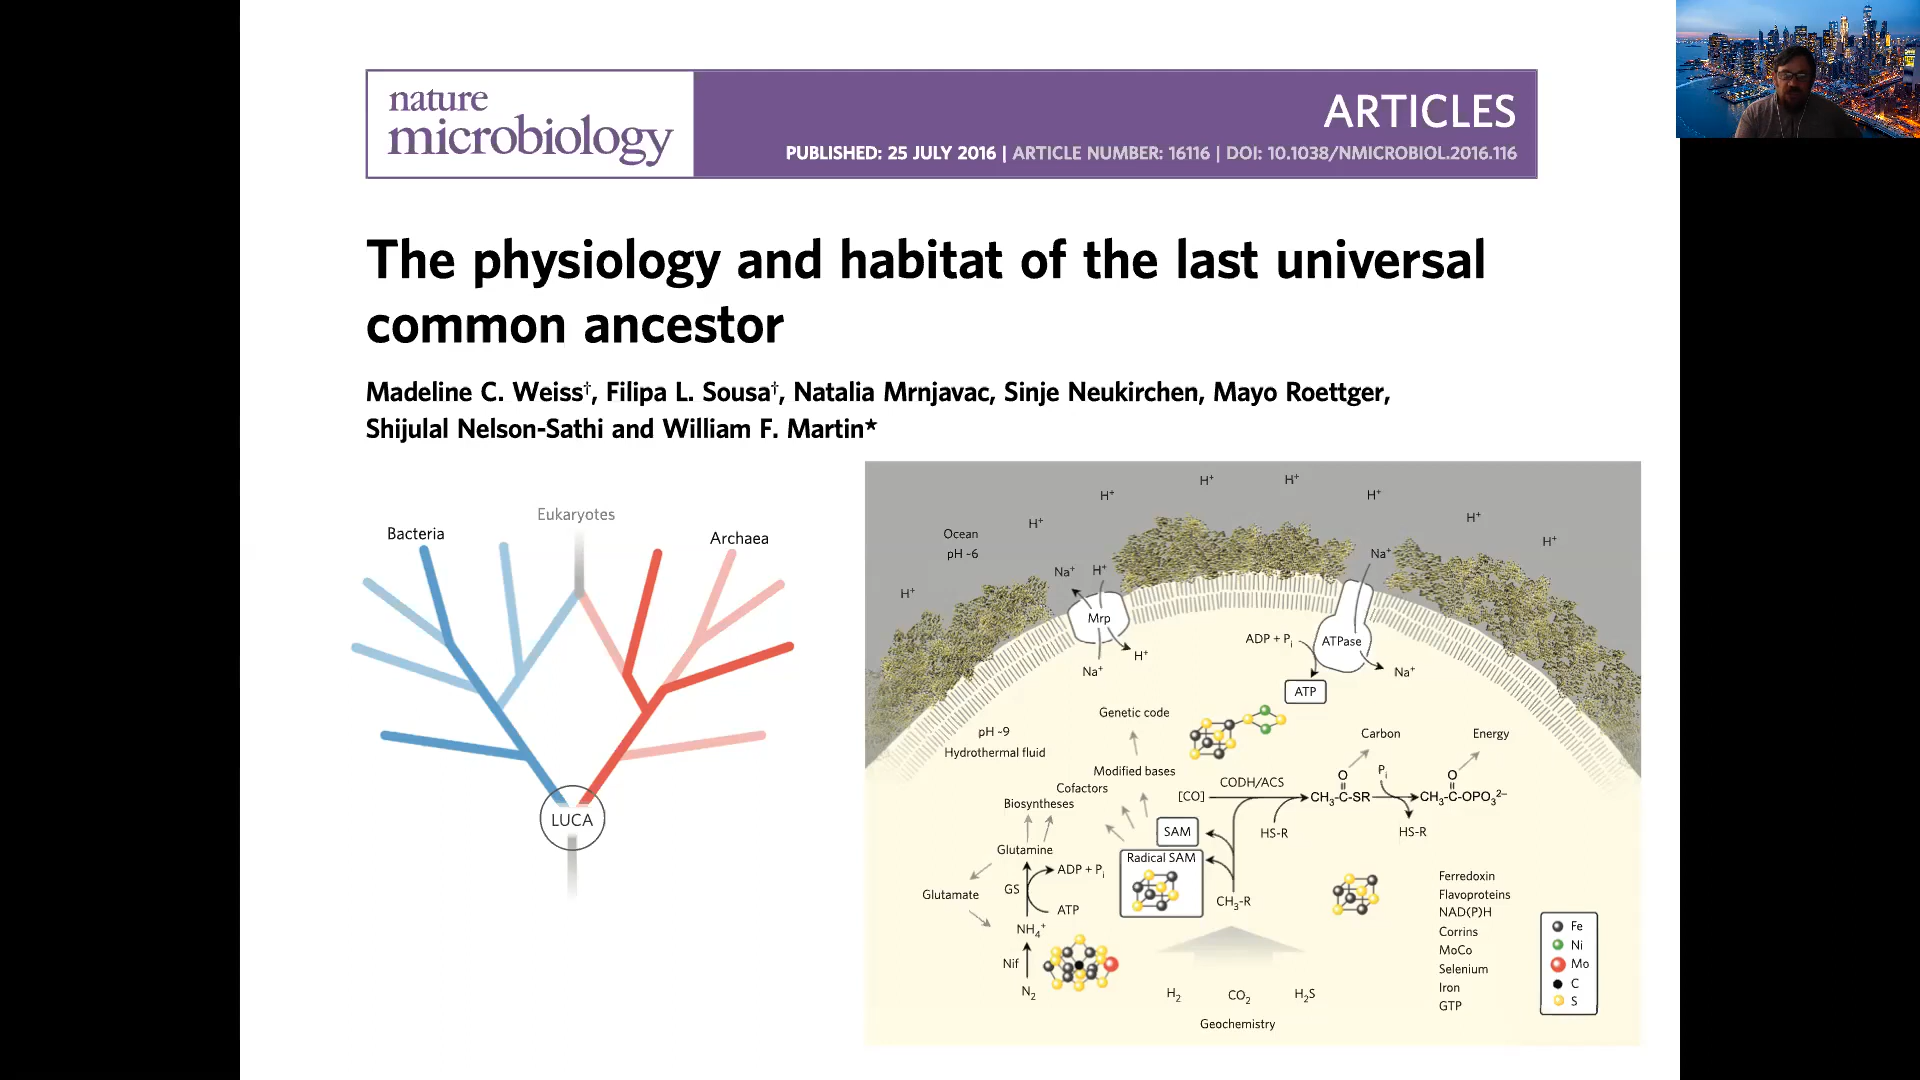 nature
microbiology
ARTICLES
PUBLISHED: 25 JULY 2016 | ARTICLE NUMBER: 16116 | DOI: 10.1038/NMICROBIOL.2016.116
The physiology and habitat of the last universal
common ancestor
Madeline C. Weiss†, Filipa L. Sousa†, Natalia Mrnjavac, Sinje Neukirchen, Mayo Roettger,
Shijulal Nelson-Sathi and William F. Martin*
Eukaryotes
Bacteria
Archaea
LUCA
H⁺
H⁺
H⁺
H⁺
H⁺
H⁺
H⁺
H⁺
Ocean
pH ~6
Na⁺
H⁺
Na⁺
Mrp
H⁺
Na⁺
ADP + Pᵢ
ATPase
Na⁺
ATP
Genetic code
pH ~9
Hydrothermal fluid
Carbon
Energy
Modified bases
Cofactors
Biosyntheses
[CO]
CODH/ACS
O
CH₃-C-SR
Pᵢ
O
CH₃-C-OPO₃²⁻
SAM
HS-R
HS-R
Radical SAM
CH₃-R
Glutamine
ADP + Pᵢ
GS
Glutamate
ATP
NH₄⁺
Nif
N₂
H₂
CO₂
H₂S
Geochemistry
Ferredoxin
Flavoproteins
NAD(P)H
Corrins
MoCo
Selenium
Iron
GTP
Fe
Ni
Mo
C
S